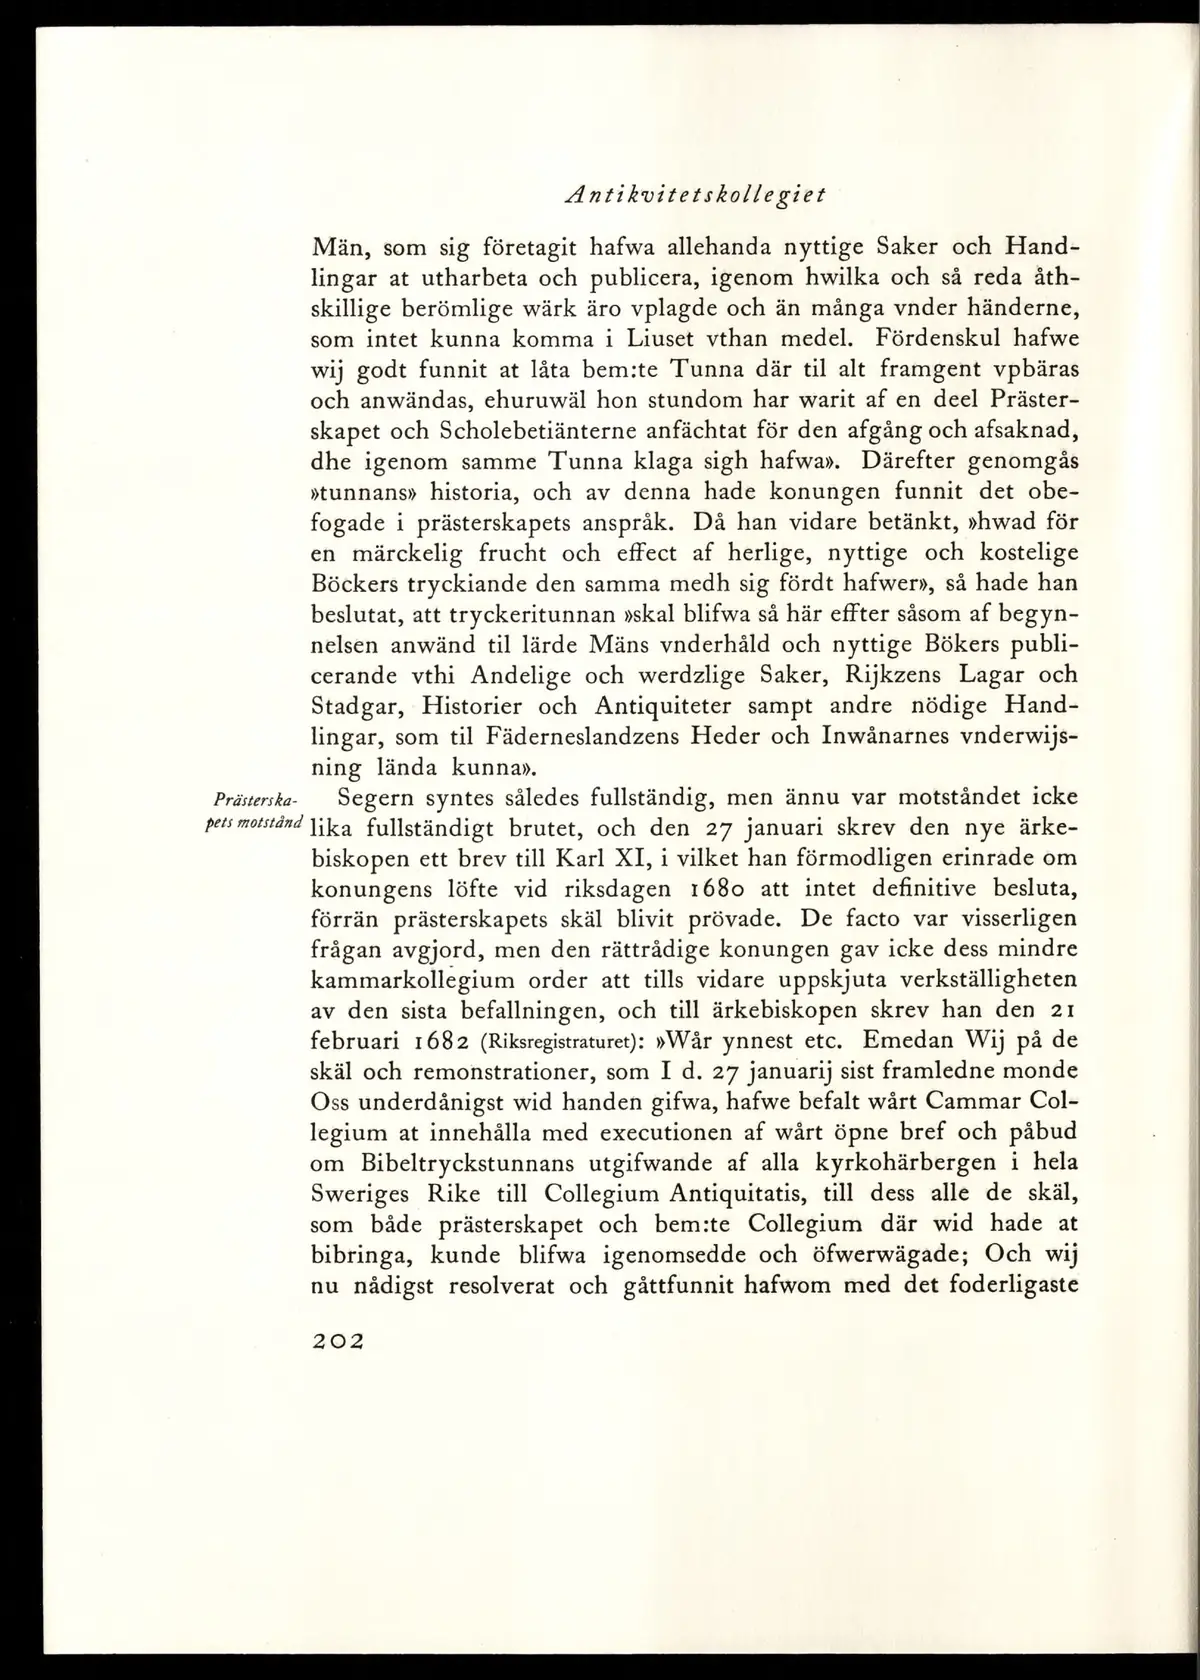 Antikvitetskollegiet
Män, som sig företagit hafwa allehanda nyttige Saker och Hand-
lingar at utharbeta och publicera, igenom hwilka och så reda åth-
skillige berömlige wärk äro vplagde och än många vnder händerne,
som intet kunna komma i Liuset vthan medel. Fördenskul hafwe
wij godt funnit at låta bem:te Tunna där til alt framgent vpbäras
och anwändas, ehuruwäl hon stundom har warit af en deel Präster-
skapet och Scholebetiänterne anfächtat för den afgång och afsaknad,
dhe igenom samme Tunna klaga sigh hafwa». Därefter genomgås
»tunnans» historia, och av denna hade konungen funnit det obe-
fogade i prästerskapets anspråk. Då han vidare betänkt, »hwad för
en märckelig frucht och effect af herlige, nyttige och kostelige
Böckers tryckiande den samma medh sig fördt hafwer», så hade han
beslutat, att tryckeritunnan »skal blifwa så här effter såsom af begyn-
nelsen anwänd til lärde Mäns vnderhåld och nyttige Bökers publi-
cerande vthi Andelige och werdzlige Saker, Rijkzens Lagar och
Stadgar, Historier och Antiquiteter sampt andre nödige Hand-
lingar, som til Fäderneslandzens Heder och Inwånarnes vnderwijs-
ning lända kunna».
Prästerska-
pets motstånd
Segern syntes således fullständig, men ännu var motståndet icke
lika fullständigt brutet, och den 27 januari skrev den nye ärke-
biskopen ett brev till Karl XI, i vilket han förmodligen erinrade om
konungens löfte vid riksdagen 1680 att intet definitive besluta,
förrän prästerskapets skäl blivit prövade. De facto var visserligen
frågan avgjord, men den rättrådige konungen gav icke dess mindre
kammarkollegium order att tills vidare uppskjuta verkställigheten
av den sista befallningen, och till ärkebiskopen skrev han den 21
februari 1682 (Riksregistraturet): »Wår ynnest etc. Emedan Wij på de
skäl och remonstrationer, som I d. 27 januarij sist framledne monde
Oss underdånigst wid handen gifwa, hafwe befalt wårt Cammar Col-
legium at innehålla med executionen af wårt öpne bref och påbud
om Bibeltryckstunnans utgifwande af alla kyrkohärbergen i hela
Sweriges Rike till Collegium Antiquitatis, till dess alle de skäl,
som både prästerskapet och bem:te Collegium där wid hade at
bibringa, kunde blifwa igenomsedde och öfwerwägade; Och wij
nu nådigst resolverat och gåttfunnit hafwom med det foderligaste
202